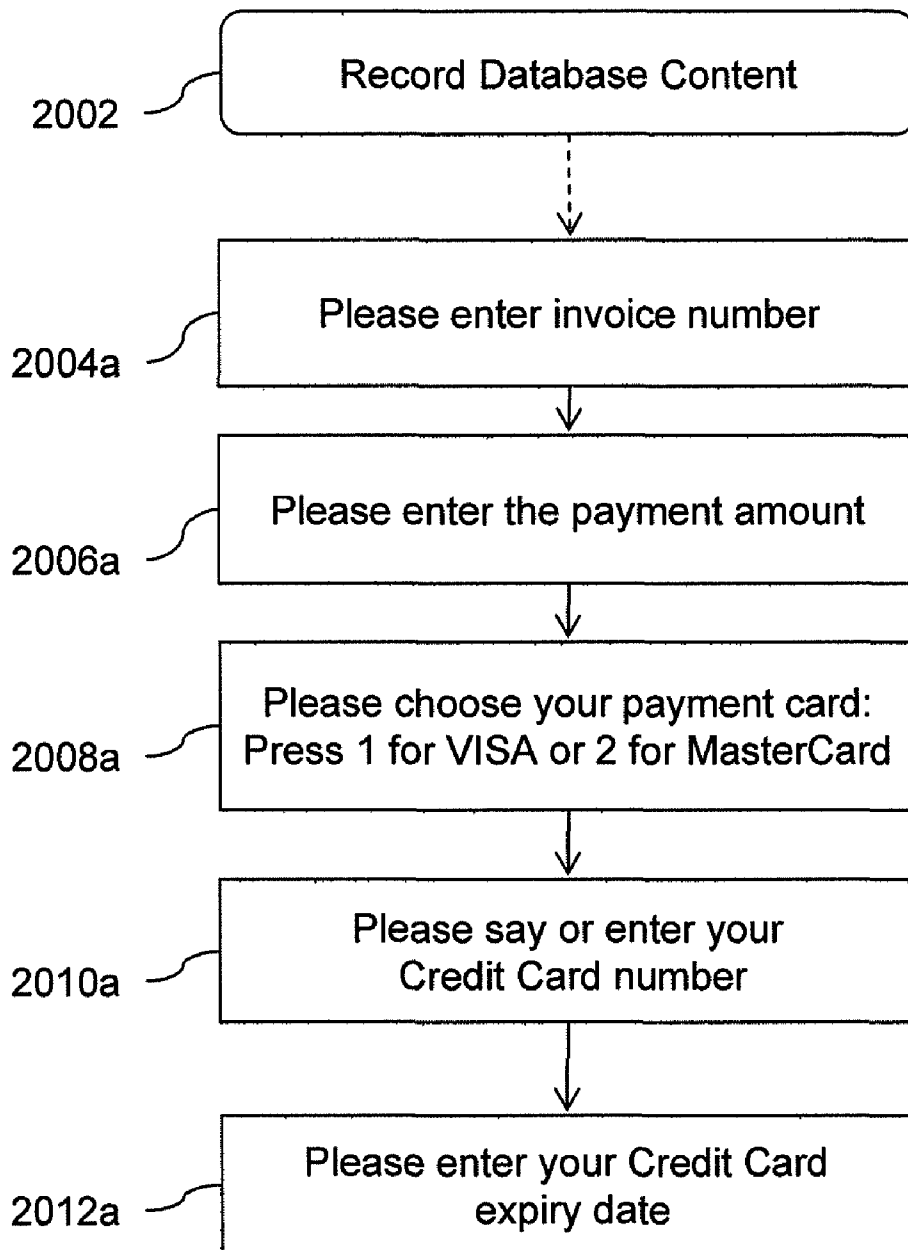 Record Database Content
2002
Please enter invoice number
2004a
Please enter the payment amount
2006a
Please choose your payment card:
Press 1 for VISA or 2 for MasterCard
2008a
Please say or enter your
Credit Card number
2010a
Please enter your Credit Card
expiry date
2012a